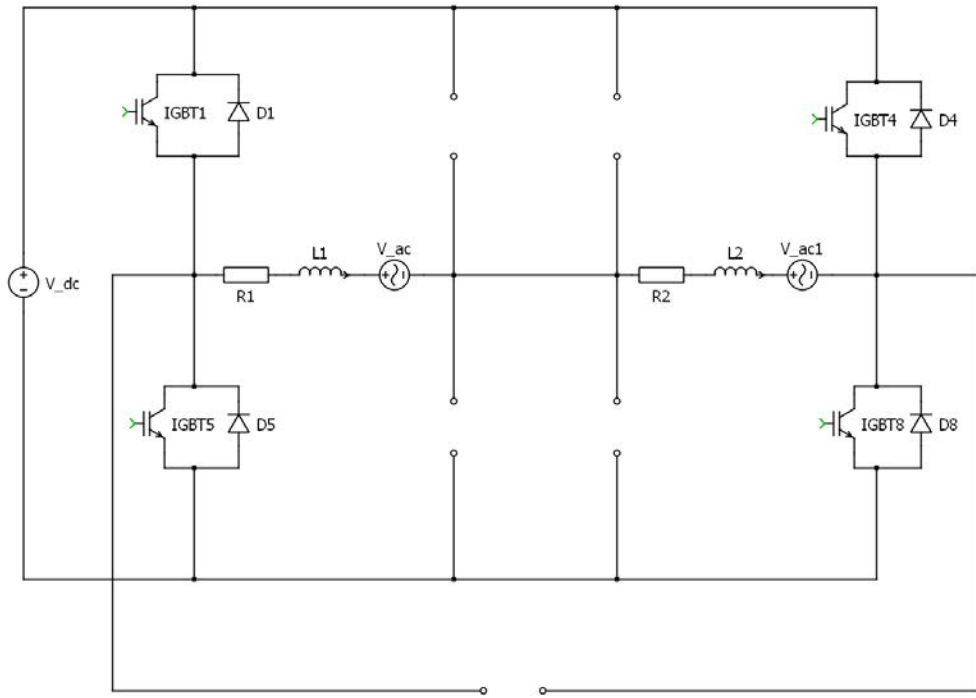 IGBT1 D1
IGBT4 D4
V_dc
R1
L1
V_ac
R2
L2
V_ac1
IGBT5 D5
IGBT8 D8